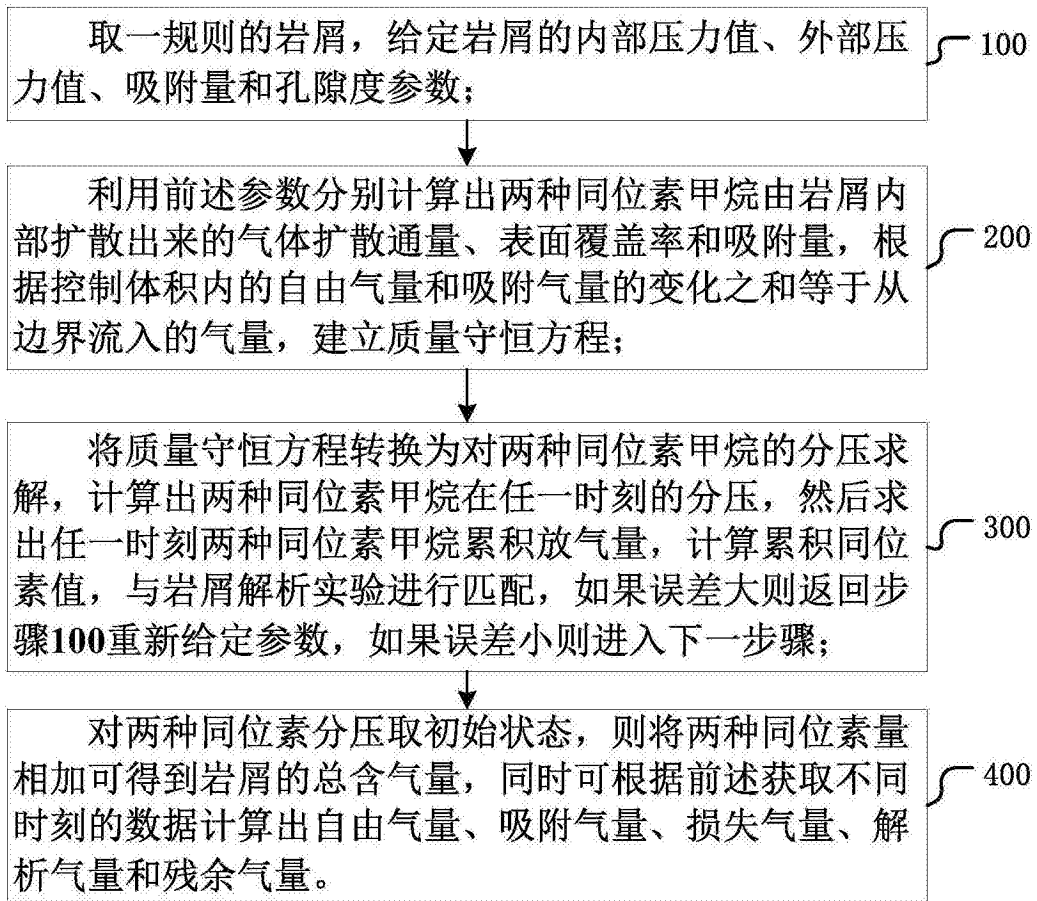 取一规则的岩屑，给定岩屑的内部压力值、外部压
力值、吸附量和孔隙度参数；
100
利用前述参数分别计算出两种同位素甲烷由岩屑内
部扩散出来的气体扩散通量、表面覆盖率和吸附量，根
据控制体积内的自由气量和吸附气量的变化之和等于从
边界流入的气量，建立质量守恒方程；
200
将质量守恒方程转换为对两种同位素甲烷的分压求
解，计算出两种同位素甲烷在任一时刻的分压，然后求
出任一时刻两种同位素甲烷累积放气量，计算累积同位
素值，与岩屑解析实验进行匹配，如果误差大则返回步
骤100重新给定参数，如果误差小则进入下一步骤；
300
对两种同位素分压取初始状态，则将两种同位素量
相加可得到岩屑的总含气量，同时可根据前述获取不同
时刻的数据计算出自由气量、吸附气量、损失气量、解
析气量和残余气量。
400